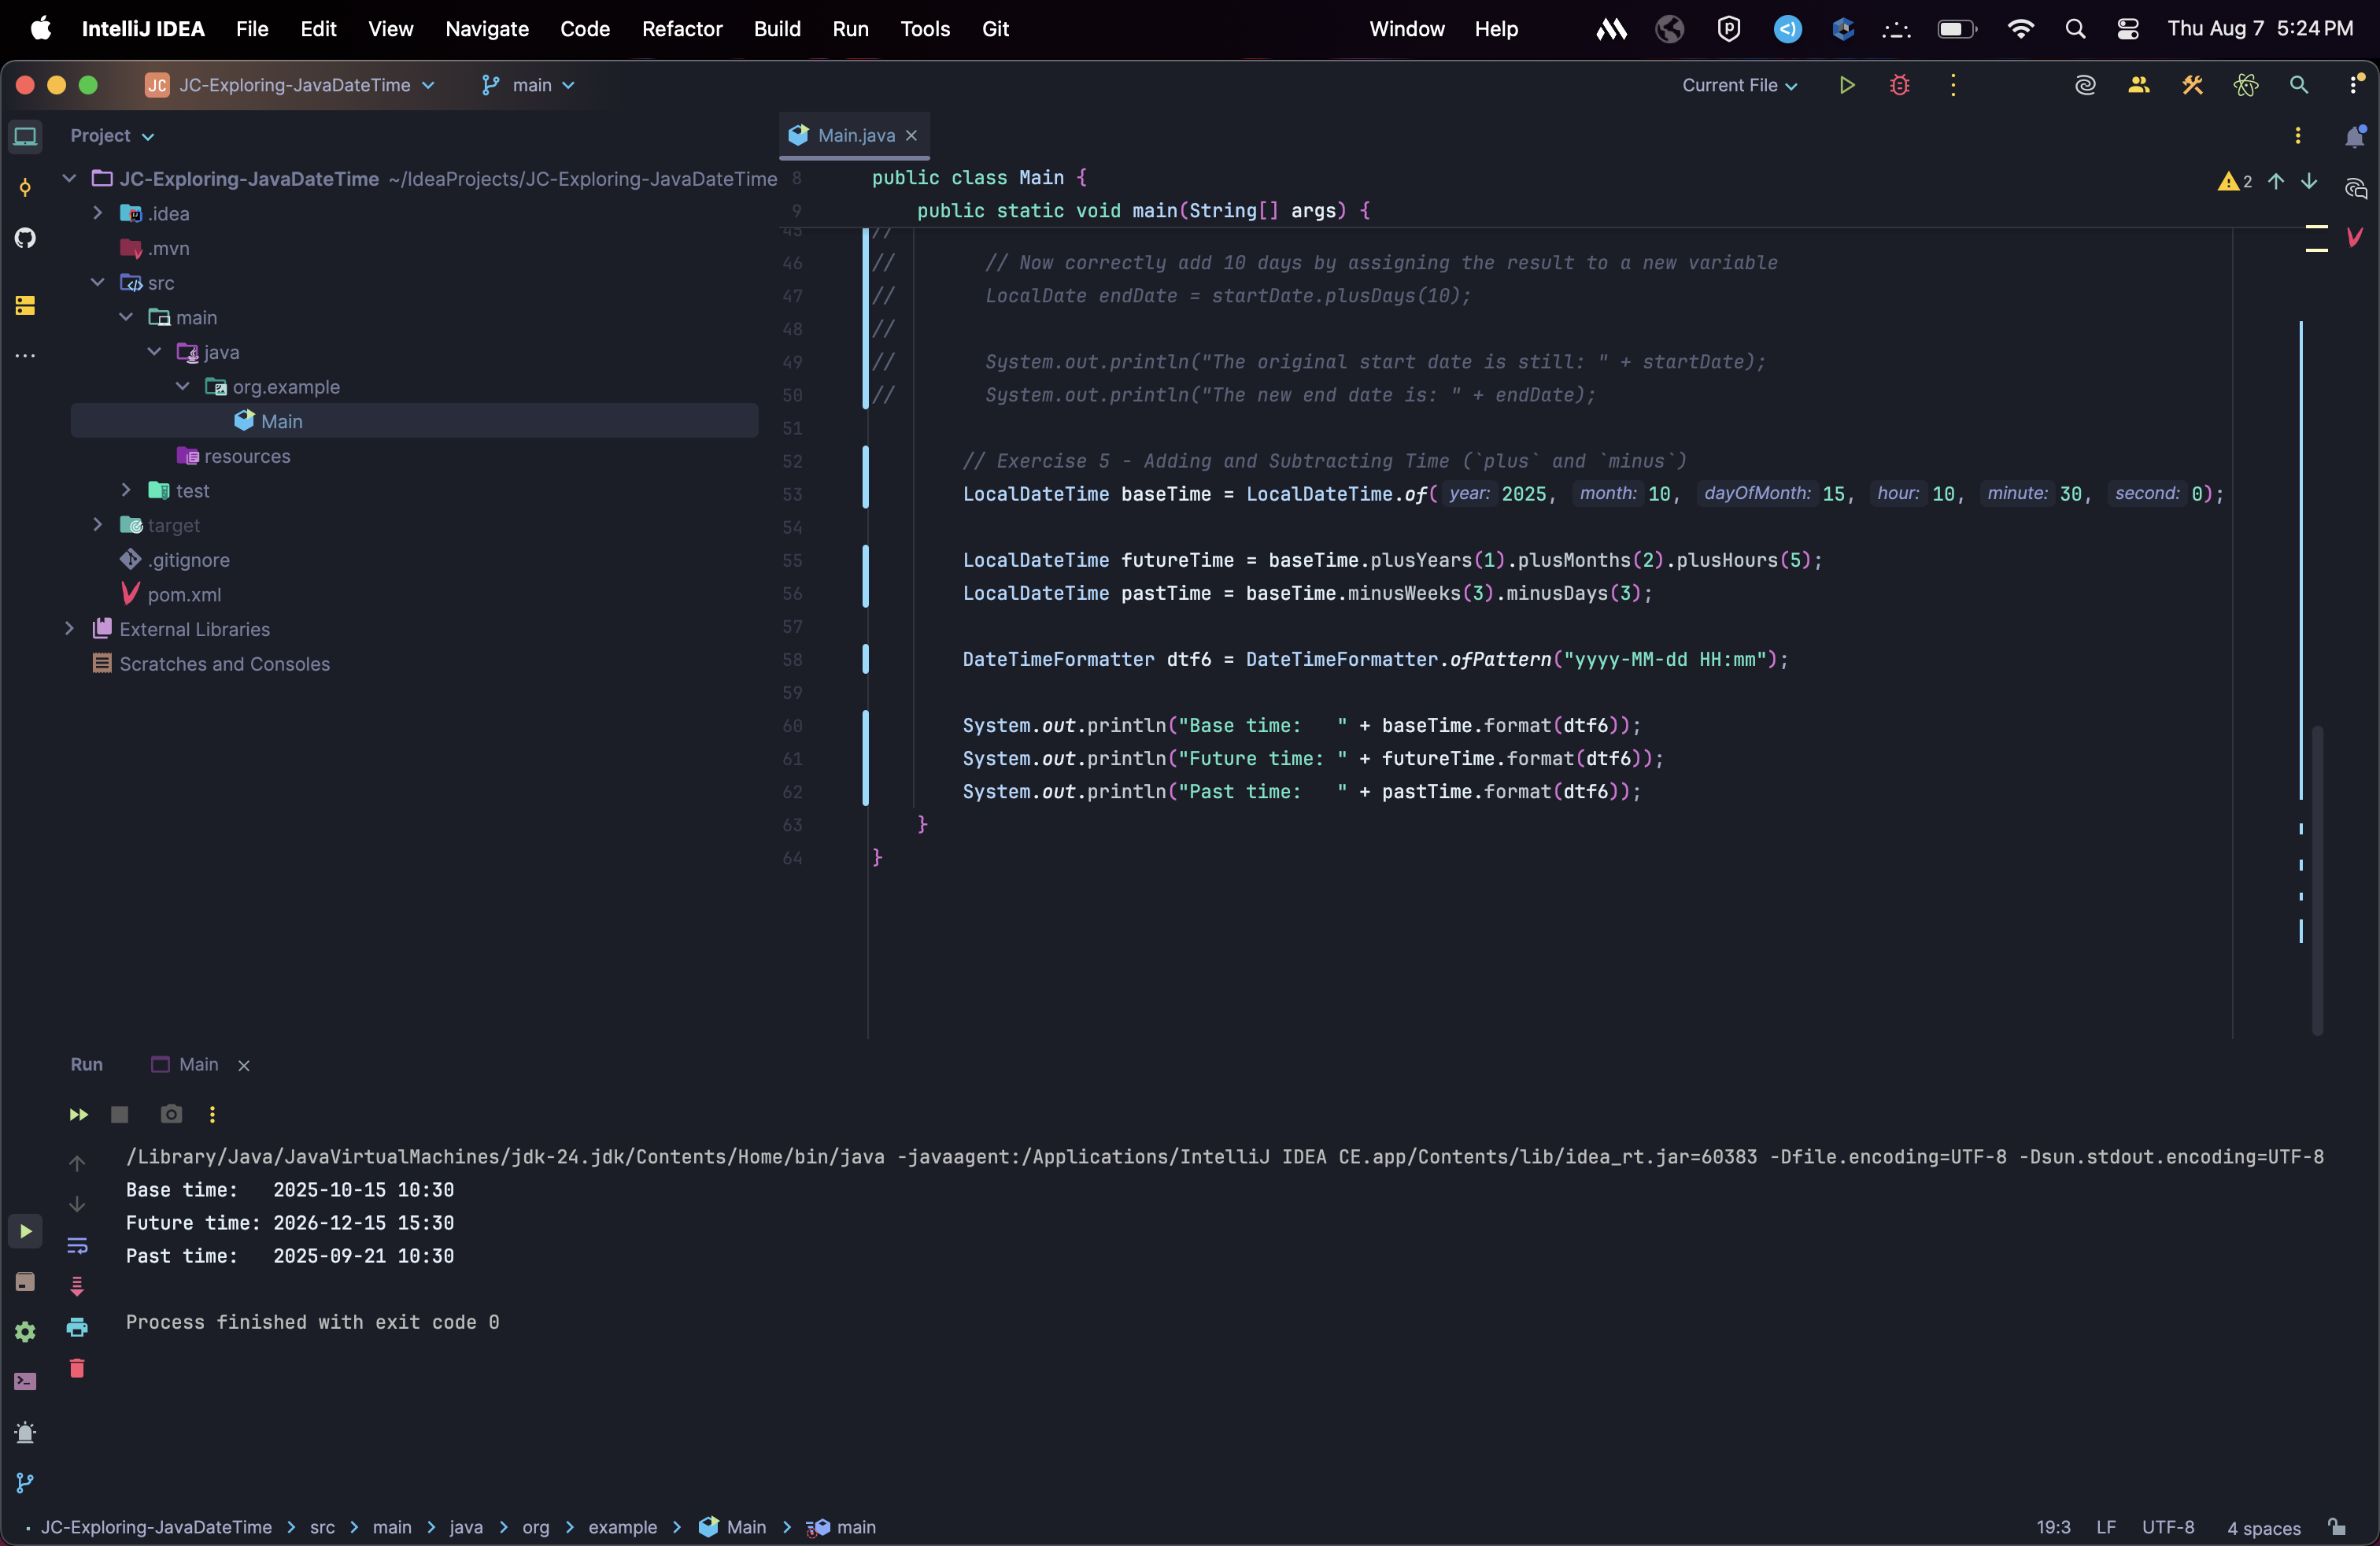 IntelliJ IDEA File Edit View Navigate Code Refactor Build Run Tools Git Window Help Thu Aug 7 5:24 PM
JC JC-Exploring-JavaDateTime main Current File
Project
Main.java
JC-Exploring-JavaDateTime ~/IdeaProjects/JC-Exploring-JavaDateTime
.idea
.mvn
src
main
java
org.example
Main
resources
test
target
.gitignore
pom.xml
External Libraries
Scratches and Consoles
2
8 public class Main {
9 public static void main(String[] args) {
45 //
46 // // Now correctly add 10 days by assigning the result to a new variable
47 // LocalDate endDate = startDate.plusDays(10);
48 //
49 // System.out.println("The original start date is still: " + startDate);
50 // System.out.println("The new end date is: " + endDate);
51
52 // Exercise 5 - Adding and Subtracting Time (`plus` and `minus`)
53 LocalDateTime baseTime = LocalDateTime.of( year: 2025, month: 10, dayOfMonth: 15, hour: 10, minute: 30, second: 0);
54
55 LocalDateTime futureTime = baseTime.plusYears(1).plusMonths(2).plusHours(5);
56 LocalDateTime pastTime = baseTime.minusWeeks(3).minusDays(3);
57
58 DateTimeFormatter dtf6 = DateTimeFormatter.ofPattern("yyyy-MM-dd HH:mm");
59
60 System.out.println("Base time:   " + baseTime.format(dtf6));
61 System.out.println("Future time: " + futureTime.format(dtf6));
62 System.out.println("Past time:   " + pastTime.format(dtf6));
63 }
64 }
Run Main
/Library/Java/JavaVirtualMachines/jdk-24.jdk/Contents/Home/bin/java -javaagent:/Applications/IntelliJ IDEA CE.app/Contents/lib/idea_rt.jar=60383 -Dfile.encoding=UTF-8 -Dsun.stdout.encoding=UTF-8
Base time:   2025-10-15 10:30
Future time: 2026-12-15 15:30
Past time:   2025-09-21 10:30
Process finished with exit code 0
JC-Exploring-JavaDateTime > src > main > java > org > example > Main > main 19:3 LF UTF-8 4 spaces